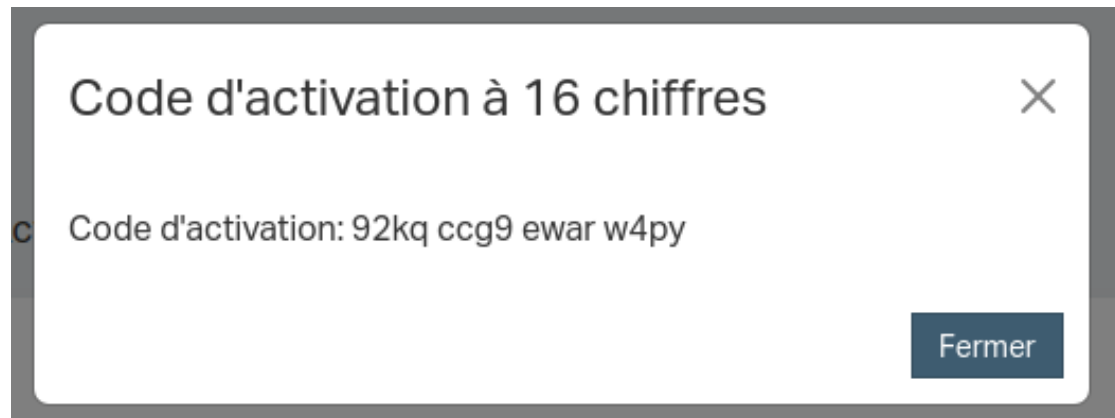 Code d'activation à 16 chiffres
c Code d'activation: 92kq ccg9 ewar w4py
Fermer